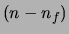 (n - n_f)